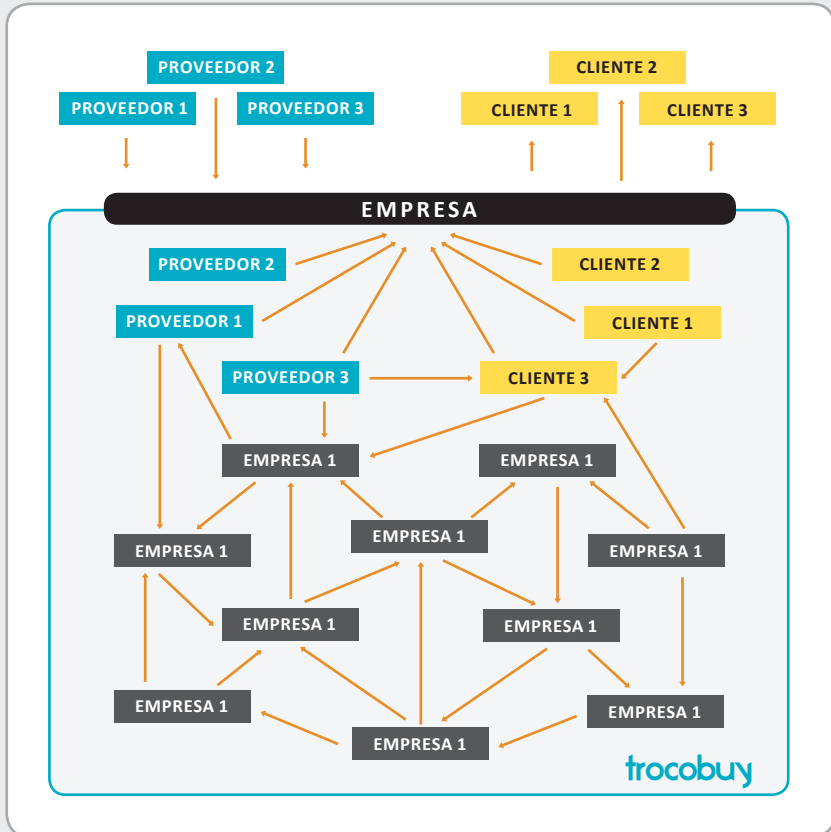 PROVEEDOR 2
CLIENTE 2
PROVEEDOR 1
PROVEEDOR 3
CLIENTE 1
CLIENTE 3
EMPRESA
PROVEEDOR 2
CLIENTE 2
PROVEEDOR 1
CLIENTE 1
PROVEEDOR 3
CLIENTE 3
EMPRESA 1
EMPRESA 1
EMPRESA 1
EMPRESA 1
EMPRESA 1
EMPRESA 1
EMPRESA 1
EMPRESA 1
EMPRESA 1
EMPRESA 1
trocobuy